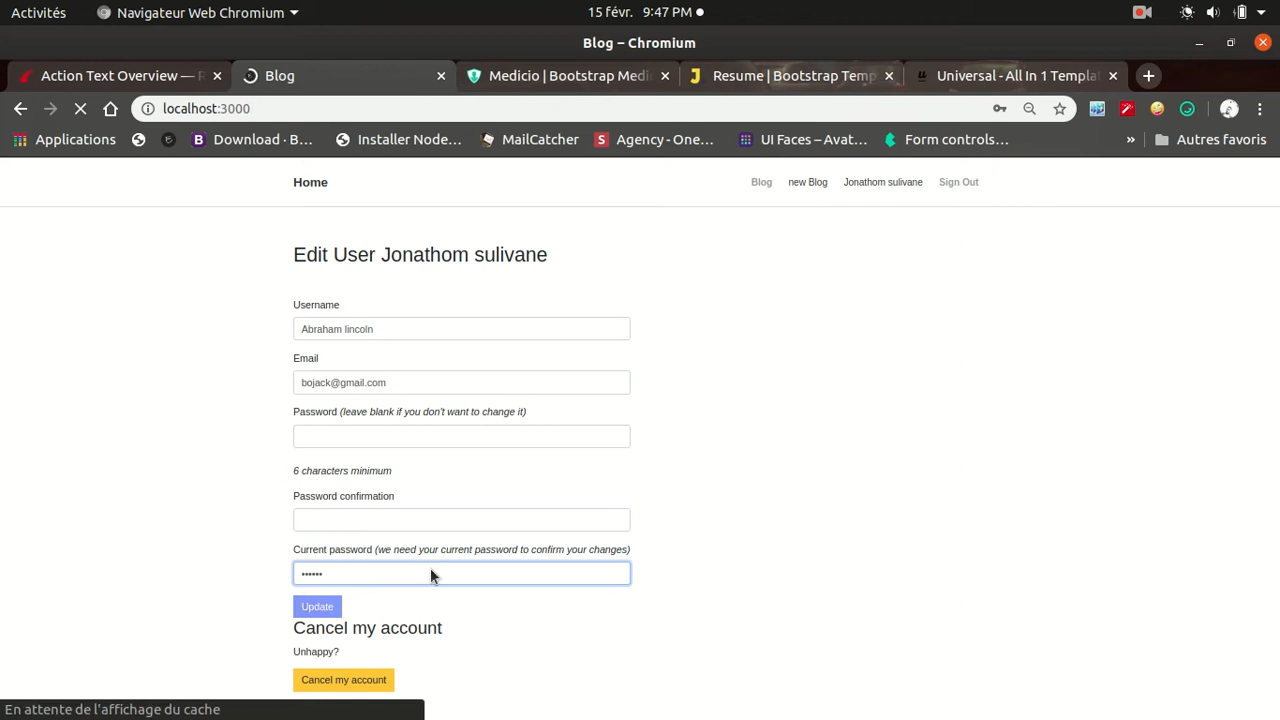 Activités Navigateur Web Chromium 15 févr. 9:47 PM
Blog – Chromium
Action Text Overview — R Blog Medicio | Bootstrap Medi Resume | Bootstrap Temp Universal - All In 1 Templat
localhost:3000
Applications Download · B… Installer Node… MailCatcher Agency - One… UI Faces – Avat… Form controls… » Autres favoris
Home Blog new Blog Jonathom sulivane Sign Out
Edit User Jonathom sulivane
Username
Abraham lincoln
Email
bojack@gmail.com
Password (leave blank if you don't want to change it)
6 characters minimum
Password confirmation
Current password (we need your current password to confirm your changes)
••••••
Update
Cancel my account
Unhappy?
Cancel my account
En attente de l'affichage du cache